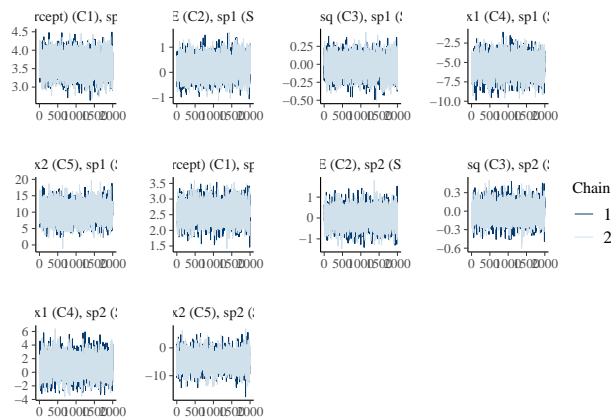 rcept) (C1), sp
E (C2), sp1 (S
sq (C3), sp1 (S
x1 (C4), sp1 (S
4.5
4.0
3.5
3.0
1
0
−1
0.25
0.00
−0.25
−0.50
−2.5
−5.0
−7.5
−10.0
0 500 1000 1500 2000
0 500 1000 1500 2000
0 500 1000 1500 2000
0 500 1000 1500 2000
x2 (C5), sp1 (S
rcept) (C1), sp
E (C2), sp2 (S
sq (C3), sp2 (S
20
15
10
5
0
3.5
3.0
2.5
2.0
1.5
1
0
−1
0.3
0.0
−0.3
−0.6
0 500 1000 1500 2000
0 500 1000 1500 2000
0 500 1000 1500 2000
0 500 1000 1500 2000
Chain
1
2
x1 (C4), sp2 (S
x2 (C5), sp2 (S
6
4
2
0
−2
−4
0
−10
0 500 1000 1500 2000
0 500 1000 1500 2000